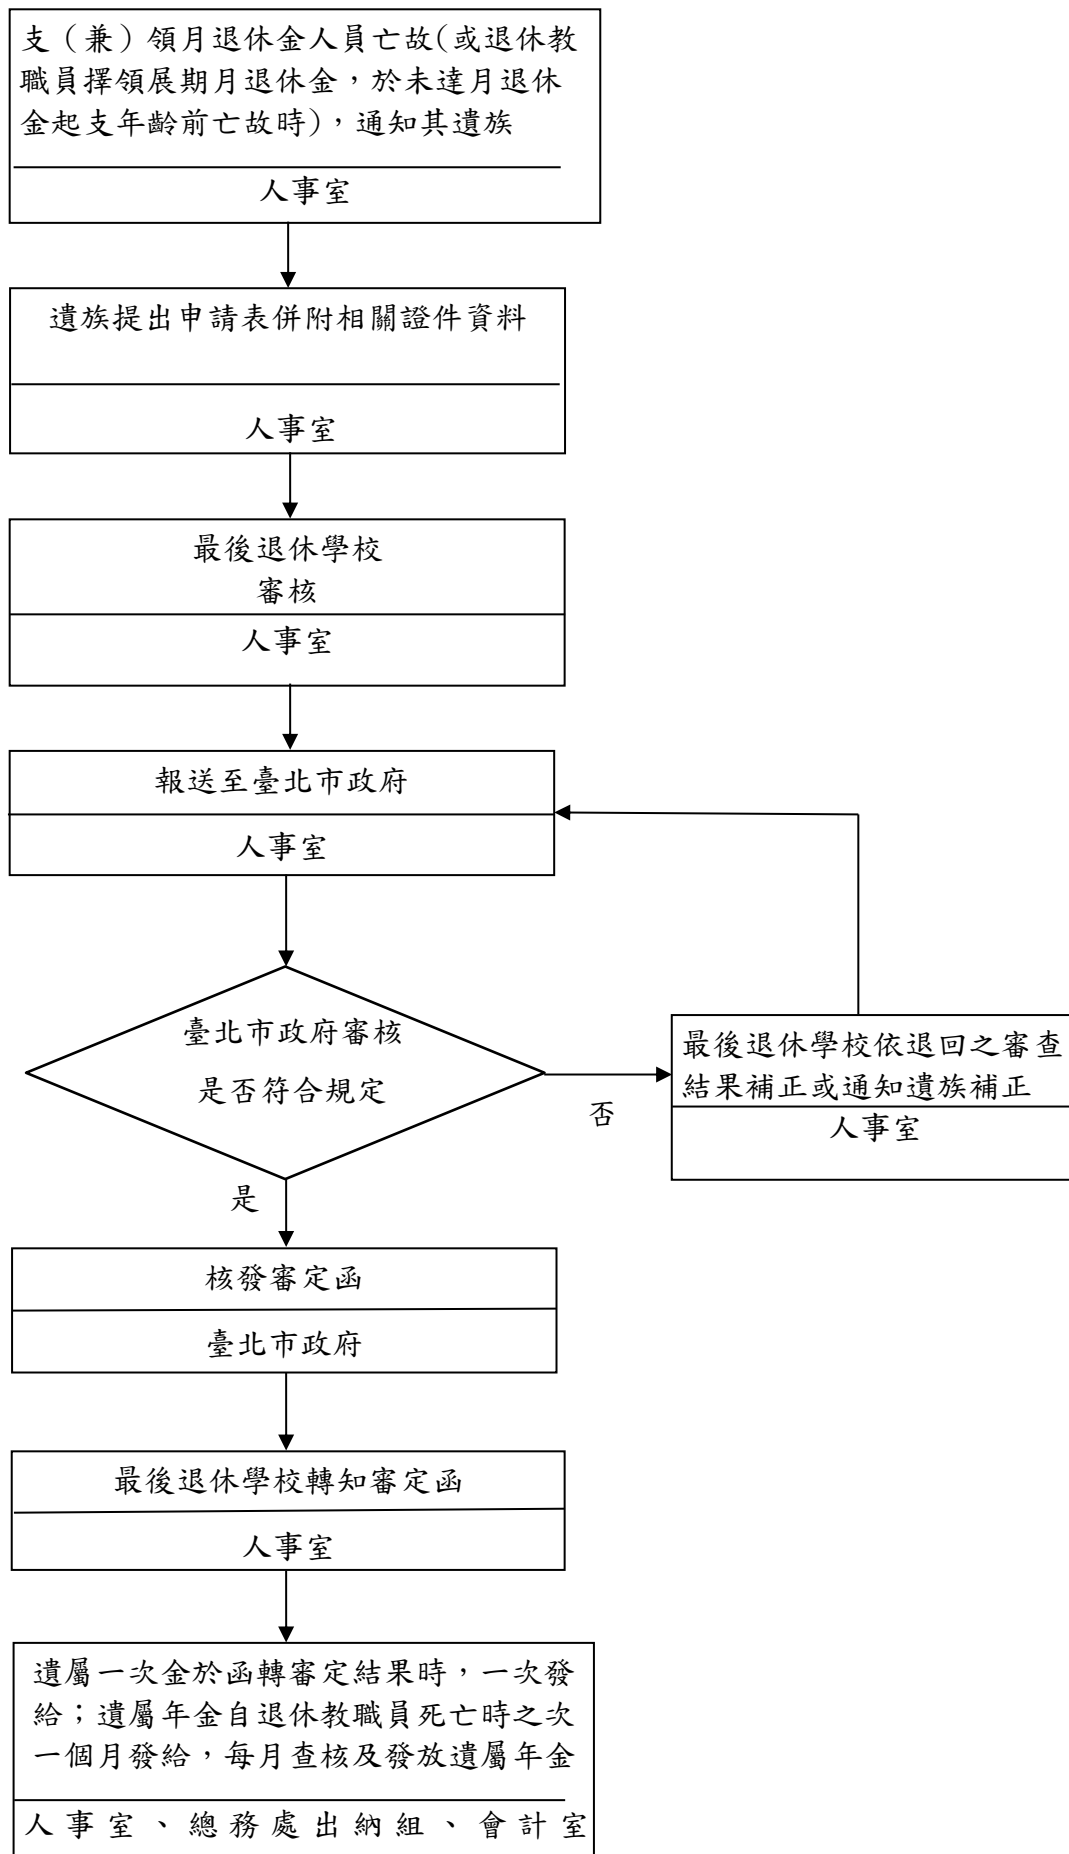 支（兼）領月退休金人員亡故(或退休教
職員擇領展期月退休金，於未達月退休
金起支年齡前亡故時)，通知其遺族
人事室
遺族提出申請表併附相關證件資料
人事室
最後退休學校
審核
人事室
報送至臺北市政府
人事室
臺北市政府審核
是否符合規定
否
最後退休學校依退回之審查
結果補正或通知遺族補正
人事室
是
核發審定函
臺北市政府
最後退休學校轉知審定函
人事室
遺屬一次金於函轉審定結果時，一次發
給；遺屬年金自退休教職員死亡時之次
一個月發給，每月查核及發放遺屬年金
人事室、總務處出納組、會計室